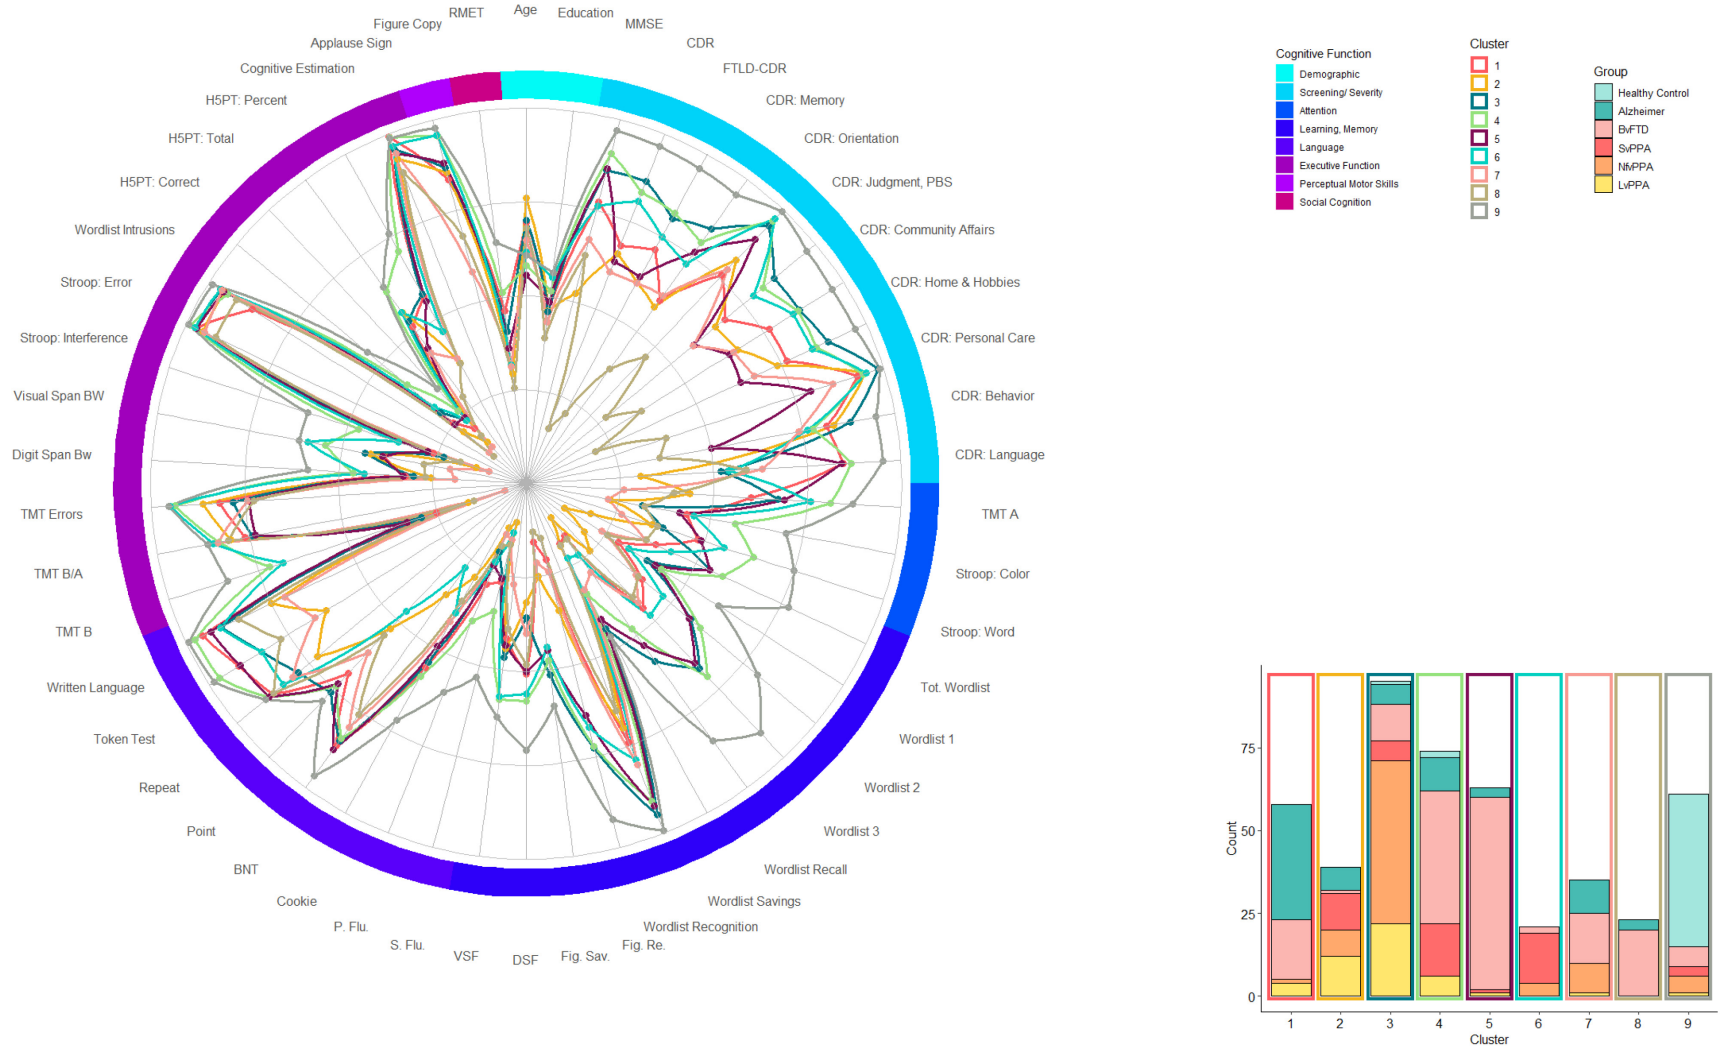 Age
Education
MMSE
CDR
FTLD-CDR
CDR: Memory
CDR: Orientation
CDR: Judgment, PBS
CDR: Community Affairs
CDR: Home & Hobbies
CDR: Personal Care
CDR: Behavior
CDR: Language
TMT A
Stroop: Color
Stroop: Word
Tot. Wordlist
Wordlist 1
Wordlist 2
Wordlist 3
Wordlist Recall
Wordlist Savings
Wordlist Recognition
Fig. Re.
Fig. Sav.
DSF
VSF
S. Flu.
P. Flu.
Cookie
BNT
Point
Repeat
Token Test
Written Language
TMT B
TMT B/A
TMT Errors
Digit Span Bw
Visual Span BW
Stroop: Interference
Stroop: Error
Wordlist Intrusions
H5PT: Correct
H5PT: Total
H5PT: Percent
Cognitive Estimation
Applause Sign
Figure Copy
RMET
Cognitive Function
Demographic
Screening/ Severity
Attention
Learning, Memory
Language
Executive Function
Perceptual Motor Skills
Social Cognition
Cluster
1
2
3
4
5
6
7
8
9
Group
Healthy Control
Alzheimer
BvFTD
SvPPA
NfvPPA
LvPPA
Count
75
50
25
0
1 2 3 4 5 6 7 8 9
Cluster